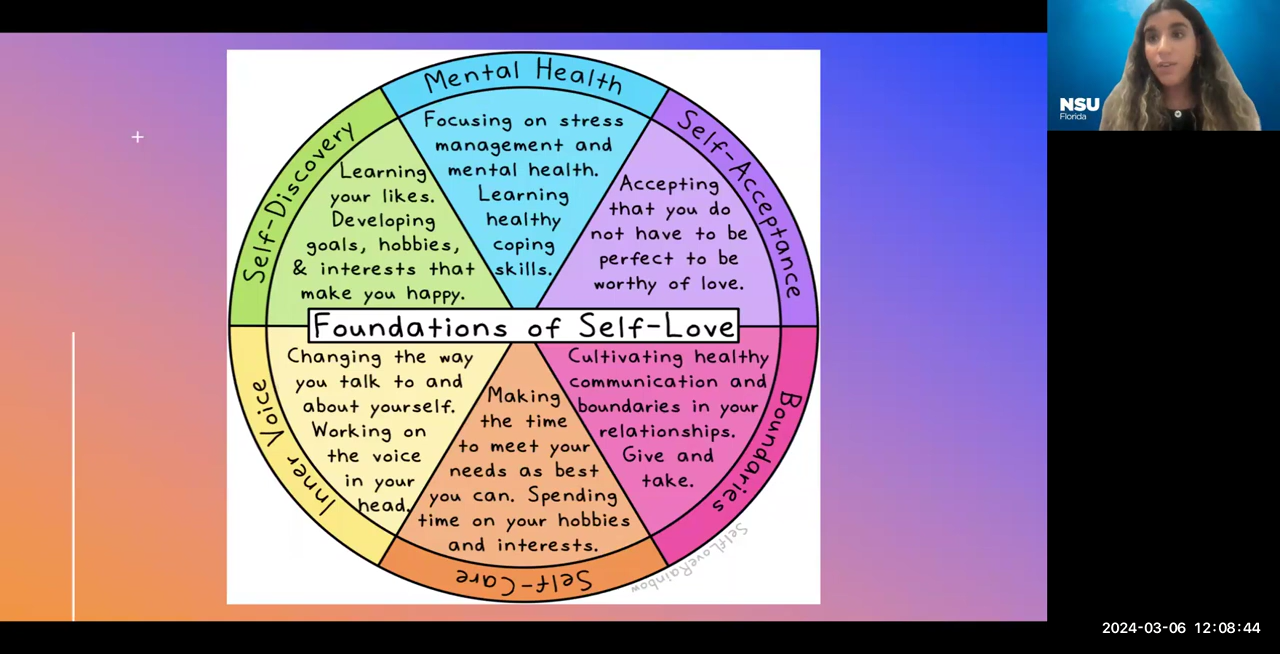 Mental Health
Focusing on stress
management and
mental health.
Learning
healthy
coping
skills.
Self-Acceptance
Accepting
that you do
not have to be
perfect to be
worthy of love.
Boundaries
Cultivating healthy
communication and
boundaries in your
relationships.
Give and
take.
Self-Care
Making
the time
to meet your
needs as best
you can. Spending
time on your hobbies
and interests.
Inner Voice
Changing the way
you talk to and
about yourself.
Working on
the voice
in your
head.
Self-Discovery
Learning
your likes.
Developing
goals, hobbies,
& interests that
make you happy.
Foundations of Self-Love
SelfLoveRainbow
NSU
Florida
2024-03-06 12:08:44